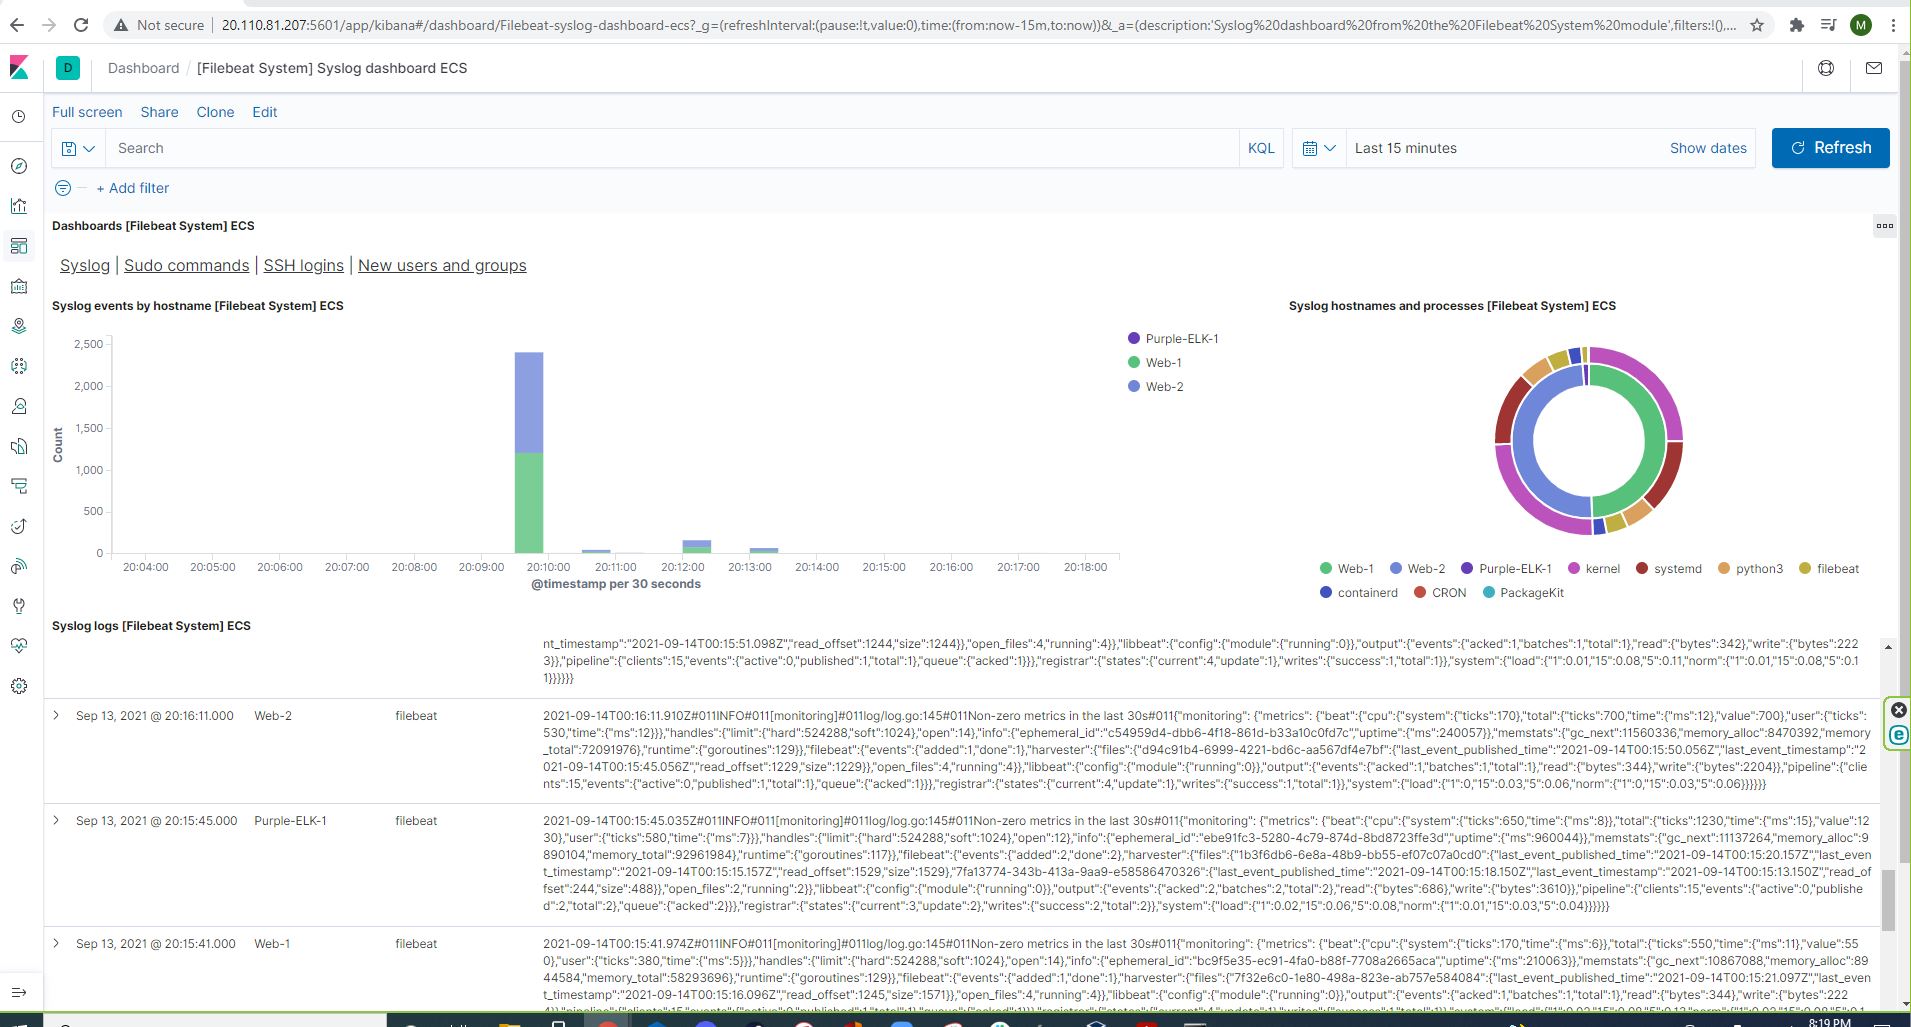 Not secure
20.110.81.207:5601/app/kibana#/dashboard/Filebeat-syslog-dashboard-ecs?_g=(refreshInterval:(pause:!t,value:0),time:(from:now-15m,to:now))&_a=(description:'Syslog%20dashboard%20from%20the%20Filebeat%20System%20module',filters:!(),...
M
D
Dashboard / [Filebeat System] Syslog dashboard ECS
Full screen Share Clone Edit
Search
KQL
Last 15 minutes
Show dates
Refresh
+ Add filter
Dashboards [Filebeat System] ECS
Syslog | Sudo commands | SSH logins | New users and groups
Syslog events by hostname [Filebeat System] ECS
2,500
2,000
1,500
1,000
500
0
Count
20:04:00 20:05:00 20:06:00 20:07:00 20:08:00 20:09:00 20:10:00 20:11:00 20:12:00 20:13:00 20:14:00 20:15:00 20:16:00 20:17:00 20:18:00
@timestamp per 30 seconds
Purple-ELK-1
Web-1
Web-2
Syslog hostnames and processes [Filebeat System] ECS
Web-1 Web-2 Purple-ELK-1 kernel systemd python3 filebeat
containerd CRON PackageKit
Syslog logs [Filebeat System] ECS
nt_timestamp":"2021-09-14T00:15:51.098Z","read_offset":1244,"size":1244}},"open_files":4,"running":4}},"libbeat":{"config":{"module":{"running":0}},"output":{"events":{"acked":1,"batches":1,"total":1},"read":{"bytes":342},"write":{"bytes":222
3}},"pipeline":{"clients":15,"events":{"active":0,"published":1,"total":1},"queue":{"acked":1}}},"registrar":{"states":{"current":4,"update":1},"writes":{"success":1,"total":1}},"system":{"load":{"1":0.01,"15":0.08,"5":0.11,"norm":{"1":0.01,"15":0.08,"5":0.1
1}}}}}}
Sep 13, 2021 @ 20:16:11.000 Web-2 filebeat
2021-09-14T00:16:11.910Z#011INFO#011[monitoring]#011log/log.go:145#011Non-zero metrics in the last 30s#011{"monitoring": {"metrics": {"beat":{"cpu":{"system":{"ticks":170},"total":{"ticks":700,"time":{"ms":12},"value":700},"user":{"ticks":
530,"time":{"ms":12}}},"handles":{"limit":{"hard":524288,"soft":1024},"open":14},"info":{"ephemeral_id":"c54959d4-dbb6-4f18-861d-b33a10c0fd7c","uptime":{"ms":240057}},"memstats":{"gc_next":11560336,"memory_alloc":8470392,"memory
_total":72091976},"runtime":{"goroutines":129}},"filebeat":{"events":{"added":1,"done":1},"harvester":{"files":{"d94c91b4-6999-4221-bd6c-aa567df4e7bf":{"last_event_published_time":"2021-09-14T00:15:50.056Z","last_event_timestamp":"2
021-09-14T00:15:45.056Z","read_offset":1229,"size":1229}},"open_files":4,"running":4}},"libbeat":{"config":{"module":{"running":0}},"output":{"events":{"acked":1,"batches":1,"total":1},"read":{"bytes":344},"write":{"bytes":2204}},"pipeline":{"clie
nts":15,"events":{"active":0,"published":1,"total":1},"queue":{"acked":1}}},"registrar":{"states":{"current":4,"update":1},"writes":{"success":1,"total":1}},"system":{"load":{"1":0,"15":0.03,"5":0.06,"norm":{"1":0,"15":0.03,"5":0.06}}}}}}
Sep 13, 2021 @ 20:15:45.000 Purple-ELK-1 filebeat
2021-09-14T00:15:45.035Z#011INFO#011[monitoring]#011log/log.go:145#011Non-zero metrics in the last 30s#011{"monitoring": {"metrics": {"beat":{"cpu":{"system":{"ticks":650,"time":{"ms":8}},"total":{"ticks":1230,"time":{"ms":15},"value":12
30},"user":{"ticks":580,"time":{"ms":7}}},"handles":{"limit":{"hard":524288,"soft":1024},"open":12},"info":{"ephemeral_id":"ebe91fc3-5280-4c79-874d-8bd8723ffe3d","uptime":{"ms":960044}},"memstats":{"gc_next":11137264,"memory_alloc":9
890104,"memory_total":92961984},"runtime":{"goroutines":117}},"filebeat":{"events":{"added":2,"done":2},"harvester":{"files":{"1b3f6db6-6e8a-48b9-bb55-ef07c07a0cd0":{"last_event_published_time":"2021-09-14T00:15:20.157Z","last_even
t_timestamp":"2021-09-14T00:15:15.157Z","read_offset":1529,"size":1529},"7fa13774-343b-413a-9aa9-e58586470326":{"last_event_published_time":"2021-09-14T00:15:18.150Z","last_event_timestamp":"2021-09-14T00:15:13.150Z","read_of
fset":244,"size":488}},"open_files":2,"running":2}},"libbeat":{"config":{"module":{"running":0}},"output":{"events":{"acked":2,"batches":2,"total":2},"read":{"bytes":686},"write":{"bytes":3610}},"pipeline":{"clients":15,"events":{"active":0,"publishe
d":2,"total":2},"queue":{"acked":2}}},"registrar":{"states":{"current":3,"update":2},"writes":{"success":2,"total":2}},"system":{"load":{"1":0.02,"15":0.06,"5":0.08,"norm":{"1":0.01,"15":0.03,"5":0.04}}}}}}
Sep 13, 2021 @ 20:15:41.000 Web-1 filebeat
2021-09-14T00:15:41.974Z#011INFO#011[monitoring]#011log/log.go:145#011Non-zero metrics in the last 30s#011{"monitoring": {"metrics": {"beat":{"cpu":{"system":{"ticks":170,"time":{"ms":6}},"total":{"ticks":550,"time":{"ms":11},"value":55
0},"user":{"ticks":380,"time":{"ms":5}}},"handles":{"limit":{"hard":524288,"soft":1024},"open":14},"info":{"ephemeral_id":"bc9f5e35-ec91-4fa0-b88f-7708a2665aca","uptime":{"ms":210063}},"memstats":{"gc_next":10867088,"memory_alloc":89
44584,"memory_total":58293696},"runtime":{"goroutines":129}},"filebeat":{"events":{"added":1,"done":1},"harvester":{"files":{"7f32e6c0-1e80-498a-823e-ab757e584084":{"last_event_published_time":"2021-09-14T00:15:21.097Z","last_even
t_timestamp":"2021-09-14T00:15:16.096Z","read_offset":1245,"size":1571}},"open_files":4,"running":4}},"libbeat":{"config":{"module":{"running":0}},"output":{"events":{"acked":1,"batches":1,"total":1},"read":{"bytes":344},"write":{"bytes":224
8:19 PM